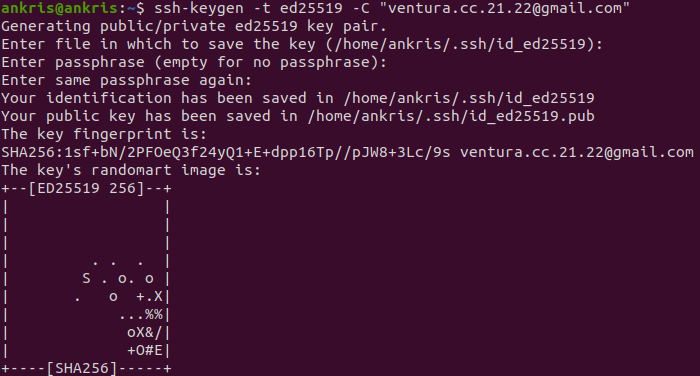 ankris@ankris:~$ ssh-keygen -t ed25519 -C "ventura.cc.21.22@gmail.com"
Generating public/private ed25519 key pair.
Enter file in which to save the key (/home/ankris/.ssh/id_ed25519):
Enter passphrase (empty for no passphrase):
Enter same passphrase again:
Your identification has been saved in /home/ankris/.ssh/id_ed25519
Your public key has been saved in /home/ankris/.ssh/id_ed25519.pub
The key fingerprint is:
SHA256:1sf+bN/2PFOeQ3f24yQ1+E+dpp16Tp//pJW8+3Lc/9s ventura.cc.21.22@gmail.com
The key's randomart image is:
+--[ED25519 256]--+
|                 |
|                 |
|                 |
|         . .  .  |
|        S . o. o |
|       .   o  +.X|
|            ...%%|
|             oX&/|
|             +O#E|
+----[SHA256]-----+